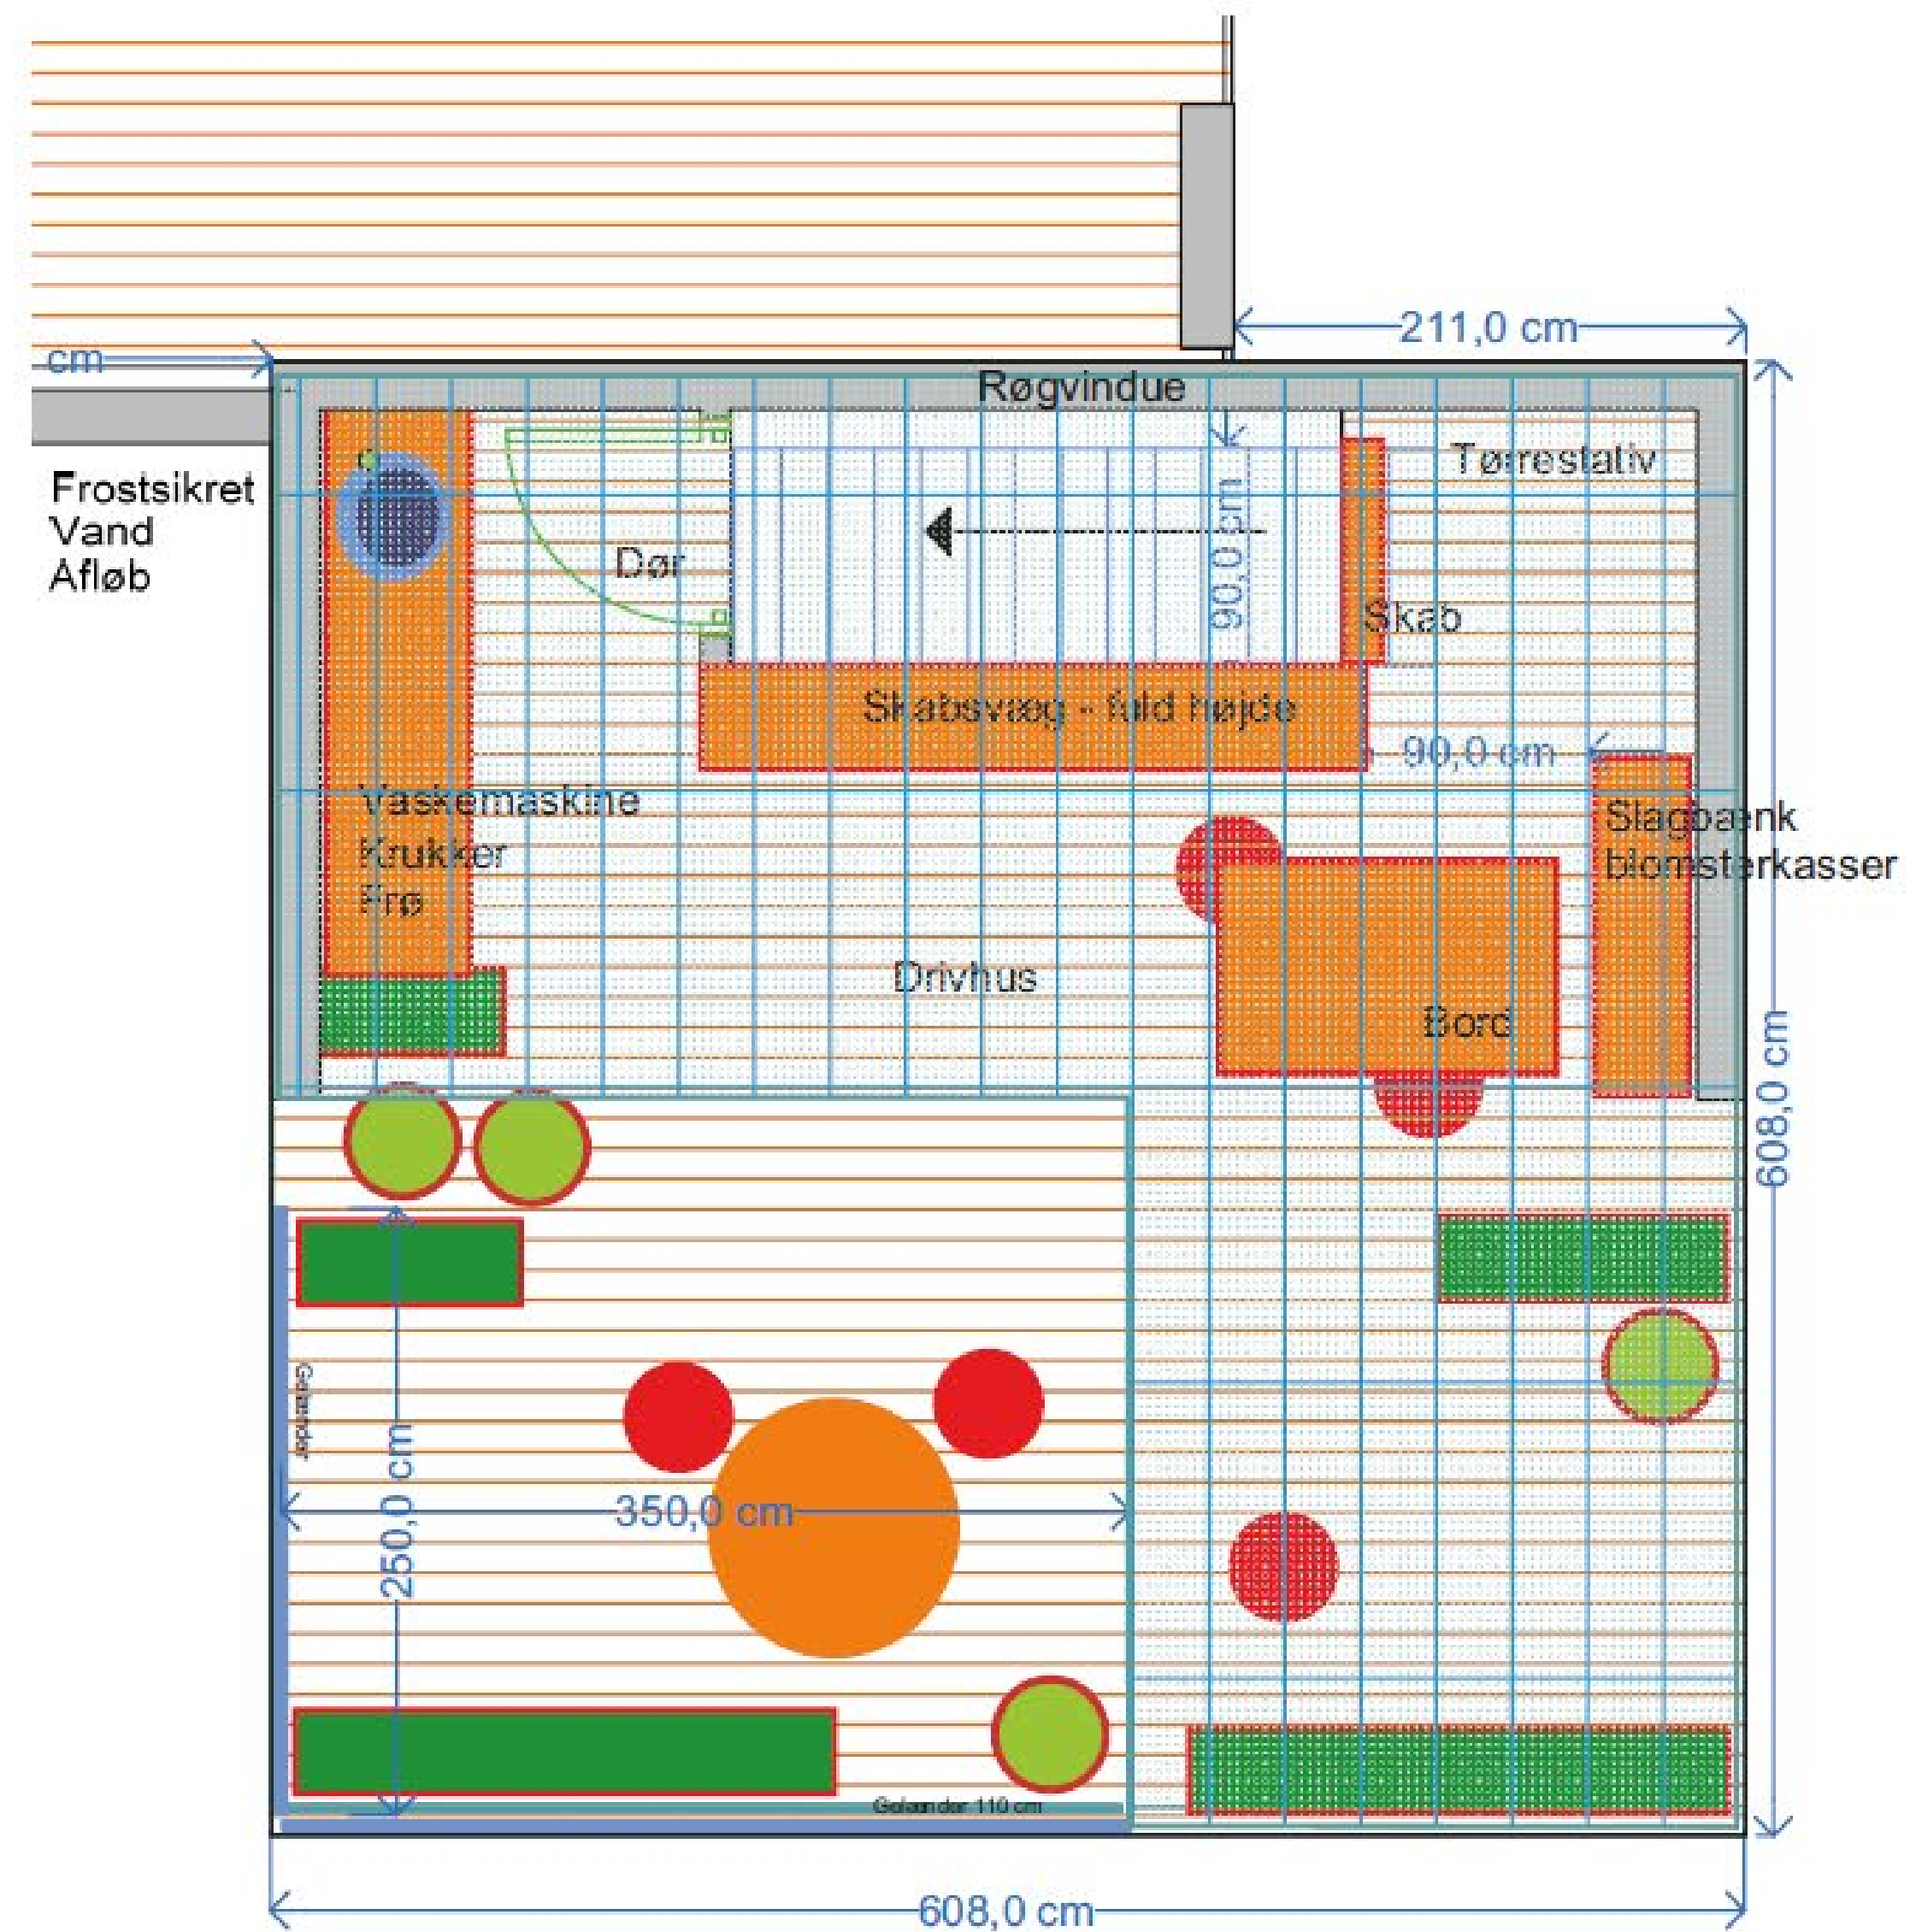 211,0 cm
cm
Røgvindue
Tørrestativ
Frostsikret
Vand
Afløb
Dør
90,0 cm
Skab
Skabsvæg - fuld højde
90,0 cm
Vaskemaskine
Krukker
Frø
Slagbænk
blomsterkasser
Drivhus
Bord
608,0 cm
Gelænder
250,0 cm
350,0 cm
Gelænder 110 cm
608,0 cm